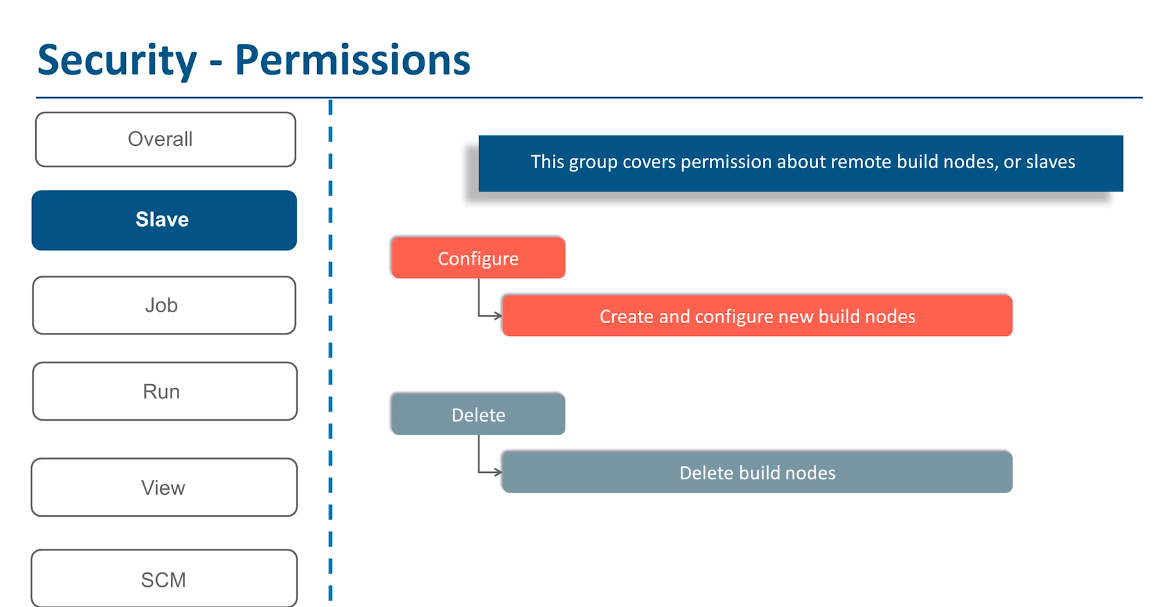 Security - Permissions
Overall
Slave
Job
Run
View
SCM
This group covers permission about remote build nodes, or slaves
Configure
Create and configure new build nodes
Delete
Delete build nodes